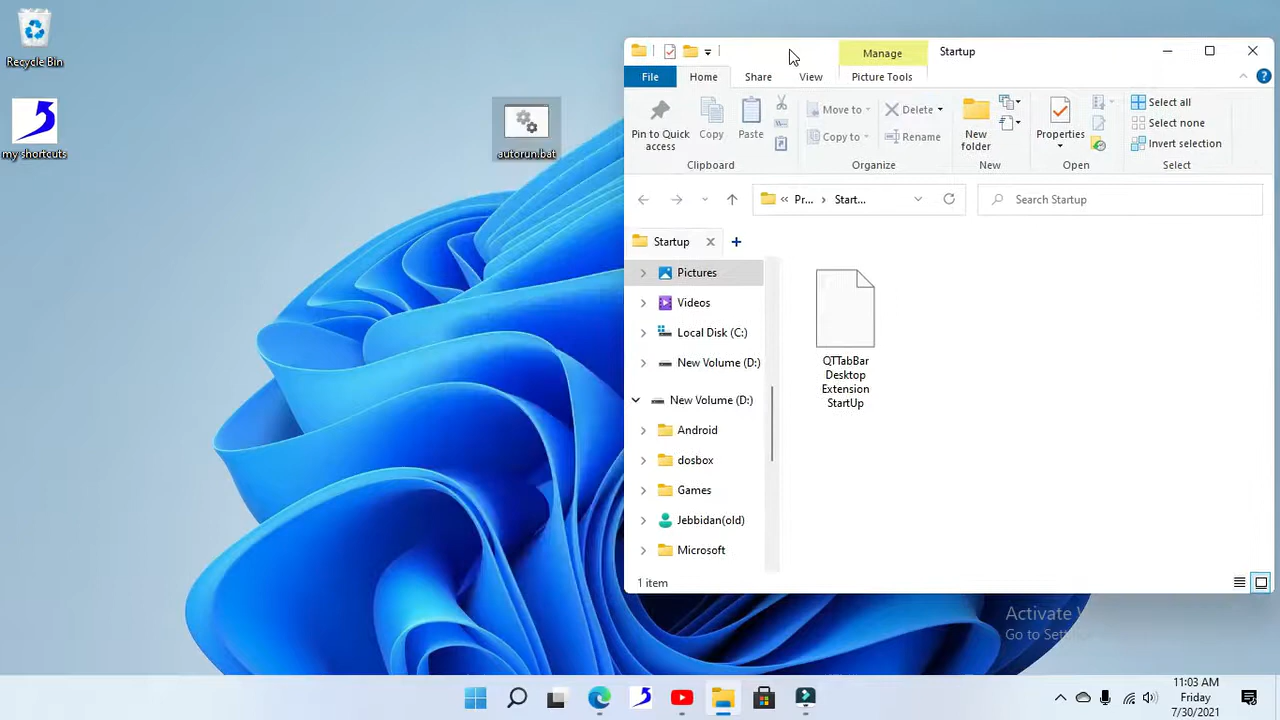 Recycle Bin
my shortcuts
autorun.bat
Manage
Startup
File
Home
Share
View
Picture Tools
Pin to Quick
access
Copy
Paste
Move to
Copy to
Delete
Rename
New
folder
Properties
Select all
Select none
Invert selection
Clipboard
Organize
New
Open
Select
« Pr... › Start...
Search Startup
Startup
Pictures
Videos
Local Disk (C:)
New Volume (D:)
New Volume (D:)
Android
dosbox
Games
Jebbidan(old)
Microsoft
QTTabBar
Desktop
Extension
StartUp
1 item
Activate
Go to
11:03 AM
Friday
7/30/2021